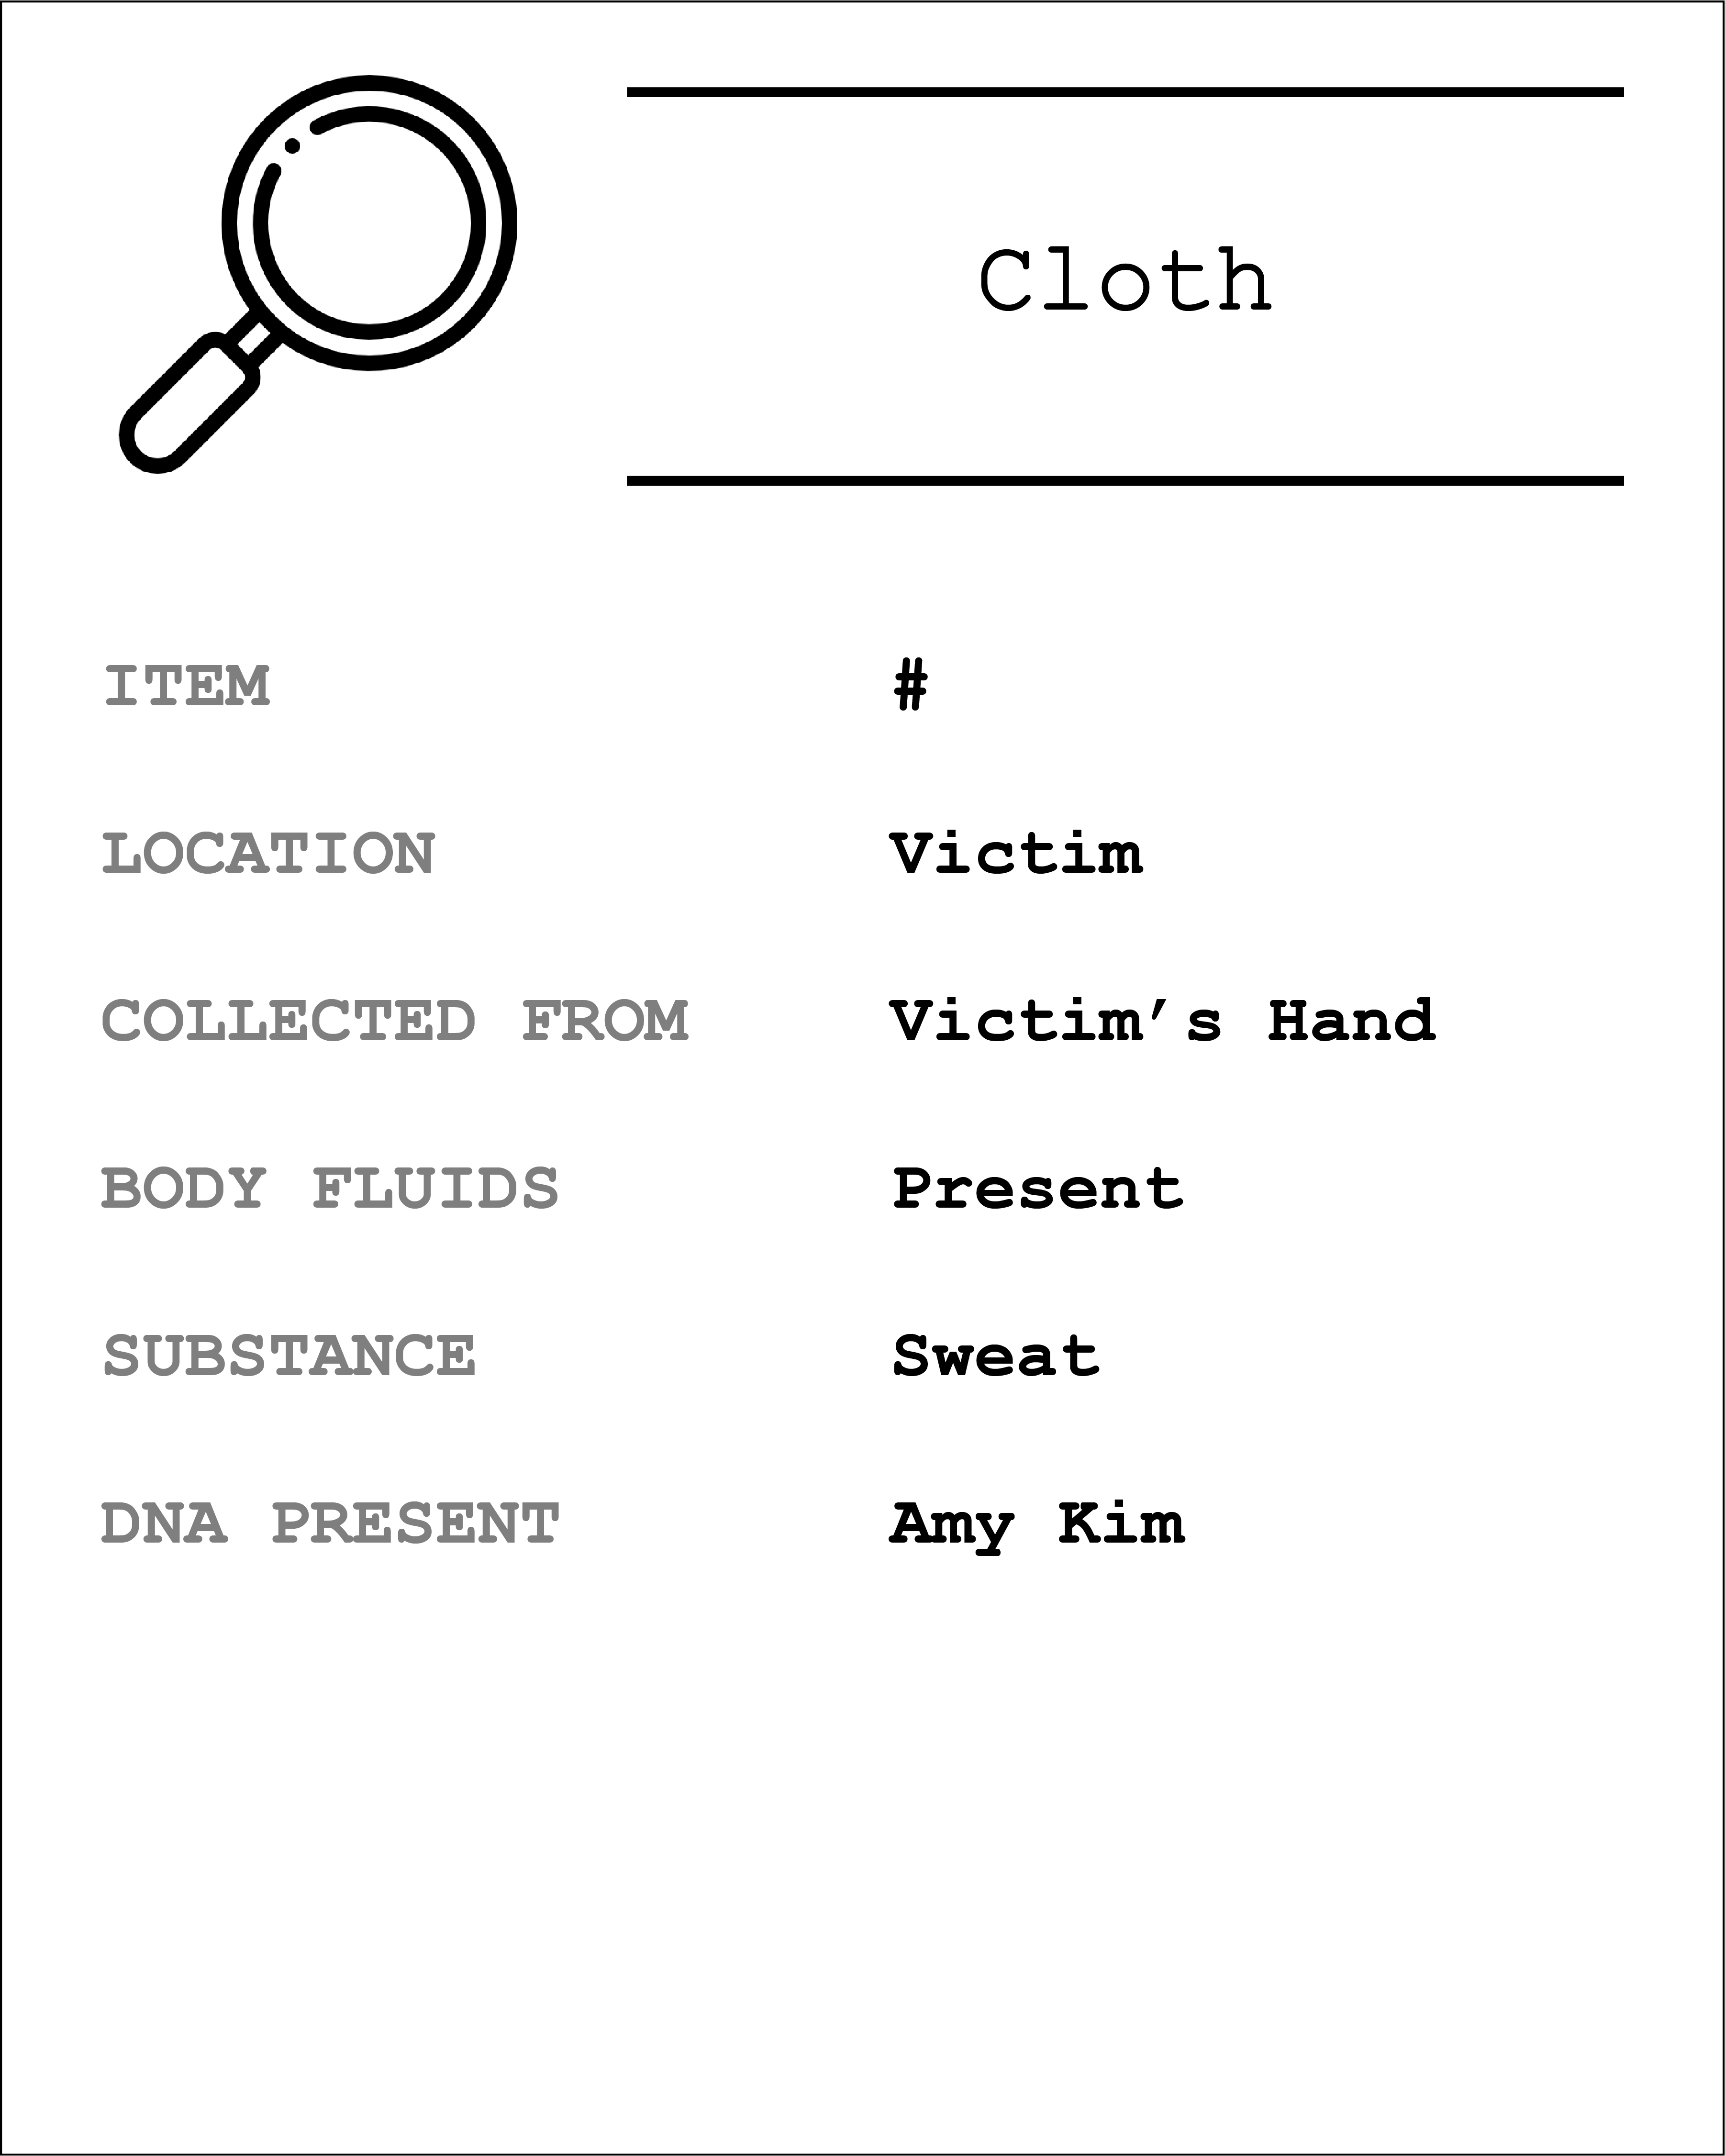 Cloth
ITEM #
LOCATION Victim
COLLECTED FROM Victim’s Hand
BODY FLUIDS Present
SUBSTANCE Sweat
DNA PRESENT Amy Kim